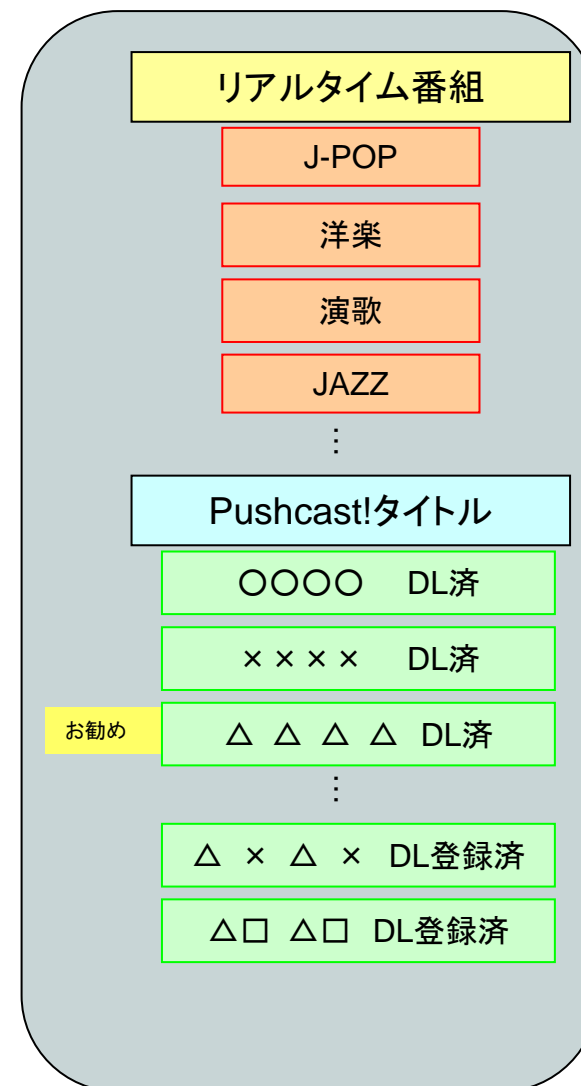 リアルタイム番組
J-POP
洋楽
演歌
JAZZ
⋮
Pushcast!タイトル
○○○○ DL済
×××× DL済
お勧め △ △ △ △ DL済
⋮
△ × △ × DL登録済
△□ △□ DL登録済